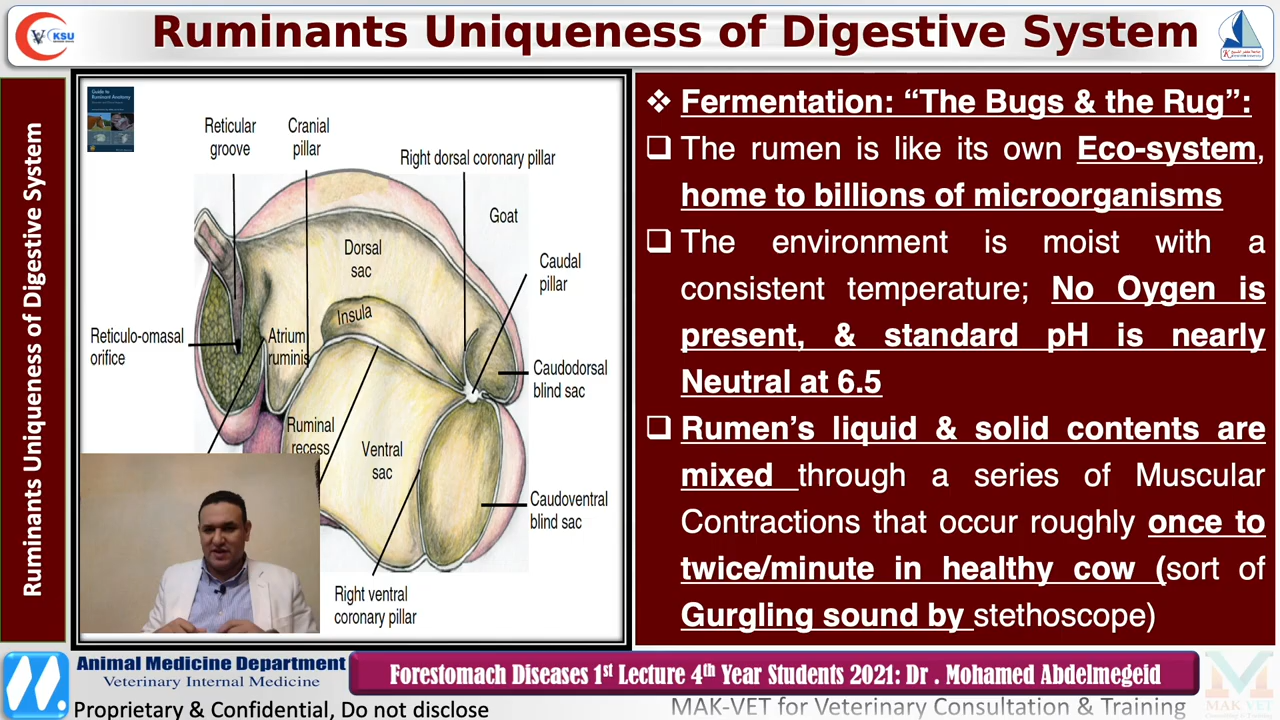 KSU
Ruminants Uniqueness of Digestive System
Ruminants Uniqueness of Digestive System
Guide to
Ruminant Anatomy
Reticular
groove
Cranial
pillar
Right dorsal coronary pillar
Goat
Dorsal
sac
Caudal
pillar
Insula
Reticulo-omasal
orifice
Atrium
ruminis
Caudodorsal
blind sac
Ruminal
recess
Ventral
sac
Caudoventral
blind sac
Right ventral
coronary pillar
❖ Fermentation: “The Bugs & the Rug”:
❑ The rumen is like its own Eco-system,
home to billions of microorganisms
❑ The environment is moist with a
consistent temperature; No Oygen is
present, & standard pH is nearly
Neutral at 6.5
❑ Rumen’s liquid & solid contents are
mixed through a series of Muscular
Contractions that occur roughly once to
twice/minute in healthy cow (sort of
Gurgling sound by stethoscope)
Animal Medicine Department
Veterinary Internal Medicine
Forestomach Diseases 1st Lecture 4th Year Students 2021: Dr . Mohamed Abdelmegeid
Proprietary & Confidential, Do not disclose
MAK-VET for Veterinary Consultation & Training
MAK VET